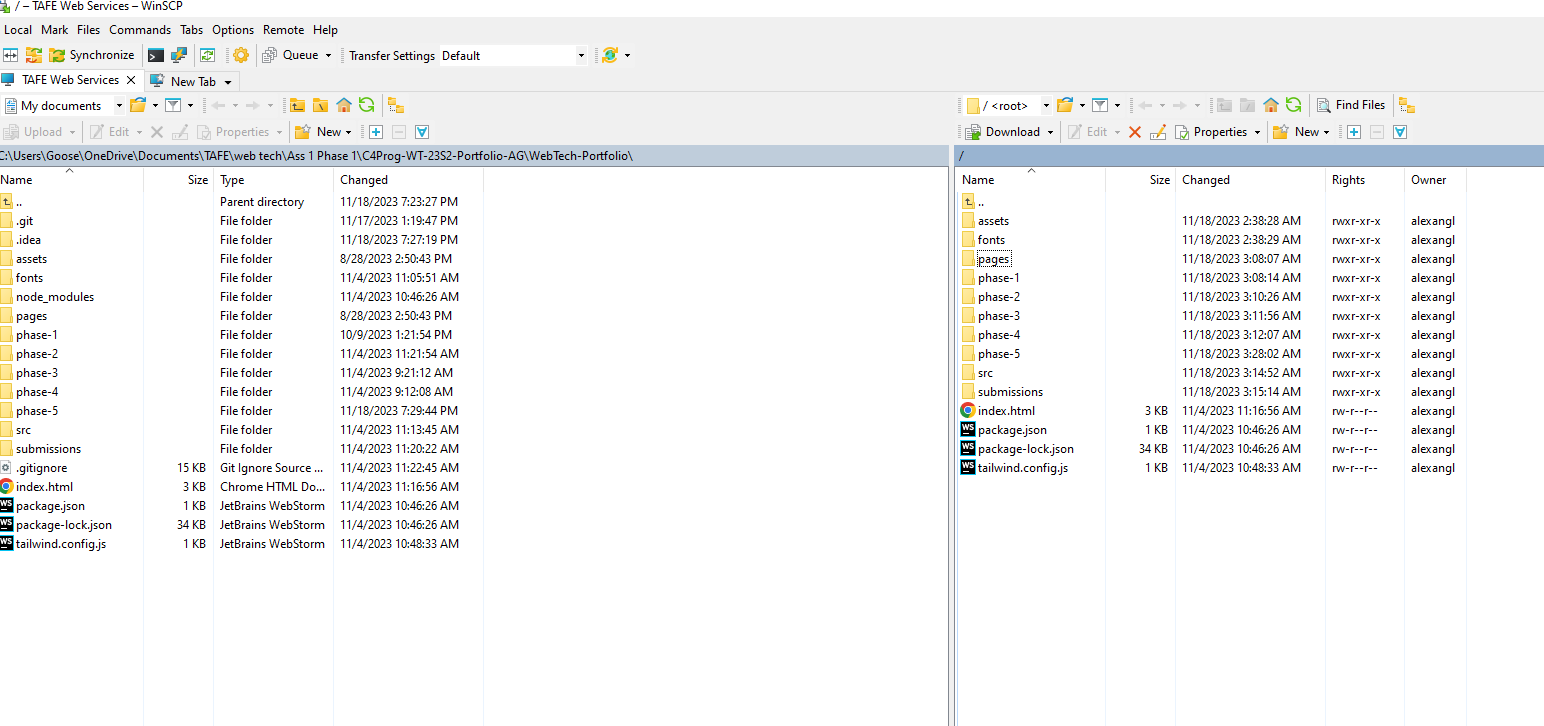 / – TAFE Web Services – WinSCP
Local Mark Files Commands Tabs Options Remote Help
Synchronize Queue Transfer Settings Default
TAFE Web Services New Tab
My documents / <root> Find Files
Upload Edit Properties New Download Edit Properties New
C:\Users\Goose\OneDrive\Documents\TAFE\web tech\Ass 1 Phase 1\C4Prog-WT-23S2-Portfolio-AG\WebTech-Portfolio\ /
Name Size Type Changed Name Size Changed Rights Owner
.. Parent directory 11/18/2023 7:23:27 PM ..
.git File folder 11/17/2023 1:19:47 PM assets 11/18/2023 2:38:28 AM rwxr-xr-x alexangl
.idea File folder 11/18/2023 7:27:19 PM fonts 11/18/2023 2:38:29 AM rwxr-xr-x alexangl
assets File folder 8/28/2023 2:50:43 PM pages 11/18/2023 3:08:07 AM rwxr-xr-x alexangl
fonts File folder 11/4/2023 11:05:51 AM phase-1 11/18/2023 3:08:14 AM rwxr-xr-x alexangl
node_modules File folder 11/4/2023 10:46:26 AM phase-2 11/18/2023 3:10:26 AM rwxr-xr-x alexangl
pages File folder 8/28/2023 2:50:43 PM phase-3 11/18/2023 3:11:56 AM rwxr-xr-x alexangl
phase-1 File folder 10/9/2023 1:21:54 PM phase-4 11/18/2023 3:12:07 AM rwxr-xr-x alexangl
phase-2 File folder 11/4/2023 11:21:54 AM phase-5 11/18/2023 3:28:02 AM rwxr-xr-x alexangl
phase-3 File folder 11/4/2023 9:21:12 AM src 11/18/2023 3:14:52 AM rwxr-xr-x alexangl
phase-4 File folder 11/4/2023 9:12:08 AM submissions 11/18/2023 3:15:14 AM rwxr-xr-x alexangl
phase-5 File folder 11/18/2023 7:29:44 PM index.html 3 KB 11/4/2023 11:16:56 AM rw-r--r-- alexangl
src File folder 11/4/2023 11:13:45 AM WS package.json 1 KB 11/4/2023 10:46:26 AM rw-r--r-- alexangl
submissions File folder 11/4/2023 11:20:22 AM WS package-lock.json 34 KB 11/4/2023 10:46:26 AM rw-r--r-- alexangl
.gitignore 15 KB Git Ignore Source ... 11/4/2023 11:22:45 AM WS tailwind.config.js 1 KB 11/4/2023 10:48:33 AM rw-r--r-- alexangl
index.html 3 KB Chrome HTML Do... 11/4/2023 11:16:56 AM
WS package.json 1 KB JetBrains WebStorm 11/4/2023 10:46:26 AM
WS package-lock.json 34 KB JetBrains WebStorm 11/4/2023 10:46:26 AM
WS tailwind.config.js 1 KB JetBrains WebStorm 11/4/2023 10:48:33 AM